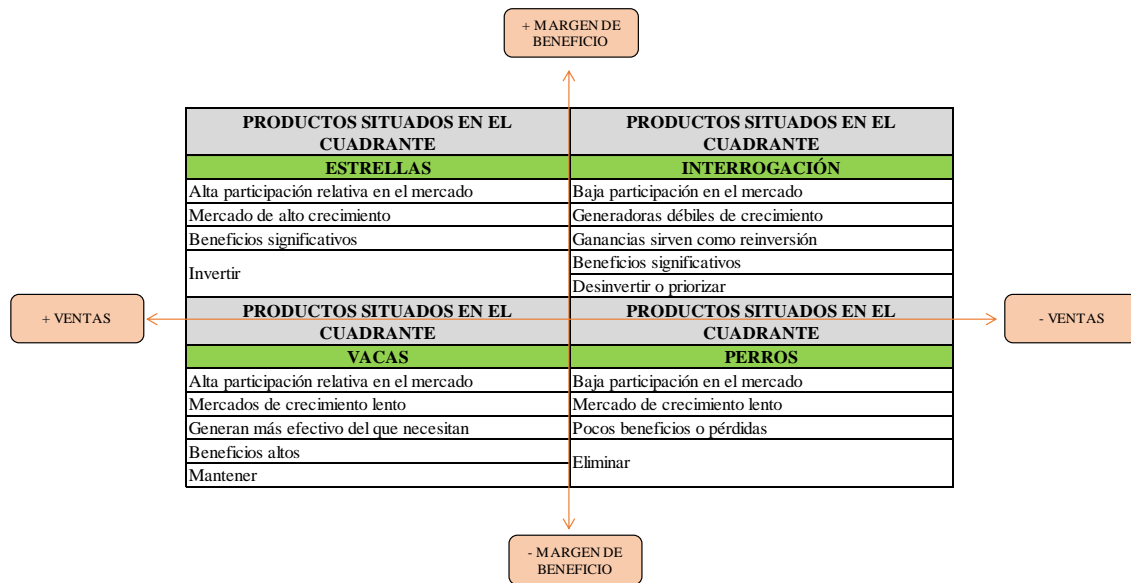 + MARGEN DE
BENEFICIO
PRODUCTOS SITUADOS EN EL
CUADRANTE
ESTRELLAS
Alta participación relativa en el mercado
Mercado de alto crecimiento
Beneficios significativos
Invertir
PRODUCTOS SITUADOS EN EL
CUADRANTE
INTERROGACIÓN
Baja participación en el mercado
Generadoras débiles de crecimiento
Ganancias sirven como reinversión
Beneficios significativos
Desinvertir o priorizar
+ VENTAS
PRODUCTOS SITUADOS EN EL
CUADRANTE
VACAS
Alta participación relativa en el mercado
Mercados de crecimiento lento
Generan más efectivo del que necesitan
Beneficios altos
Mantener
PRODUCTOS SITUADOS EN EL
CUADRANTE
PERROS
Baja participación en el mercado
Mercado de crecimiento lento
Pocos beneficios o pérdidas
Eliminar
- VENTAS
- MARGEN DE
BENEFICIO